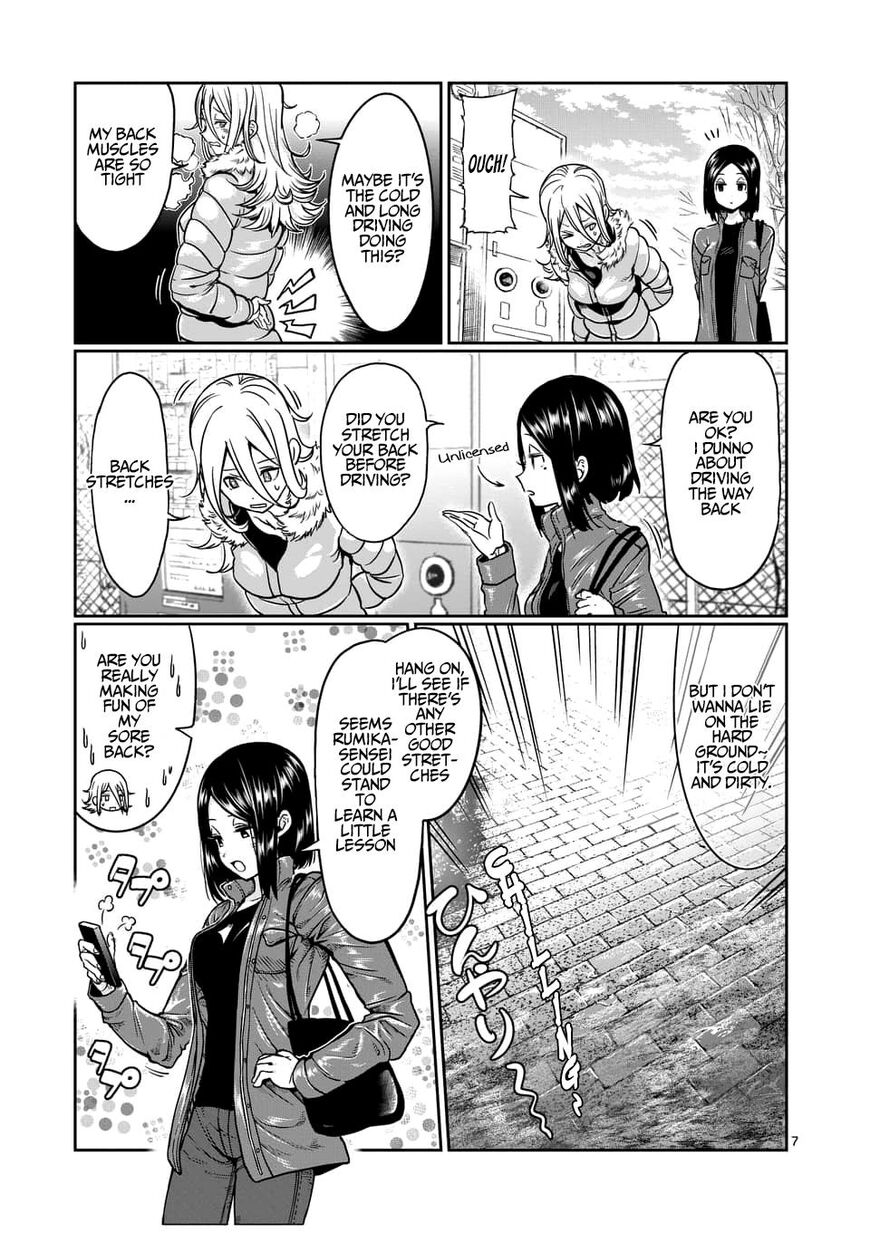 OUCH!
MAYBE IT'S
THE COLD
AND LONG
DRIVING
DOING
THIS?
MY BACK
MUSCLES
ARE SO
TIGHT
ARE YOU
OK?
I DUNNO
ABOUT
DRIVING
THE WAY
BACK
Unlicensed
DID YOU
STRETCH
YOUR BACK
BEFORE
DRIVING?
BACK
STRETCHES
...
BUT I DON'T
WANNA LIE
ON THE
HARD
GROUND~
IT'S COLD
AND DIRTY.
CHILLING~
ひんやり〜
HANG ON,
I'LL SEE IF
THERE'S
ANY
OTHER
GOOD
STRET-
CHES
SEEMS
RUMIKA-
SENSEI
COULD
STAND
TO
LEARN A
LITTLE
LESSON
ARE YOU
REALLY
MAKING
FUN OF
MY
SORE
BACK?
タプ
タプ
タプ
7